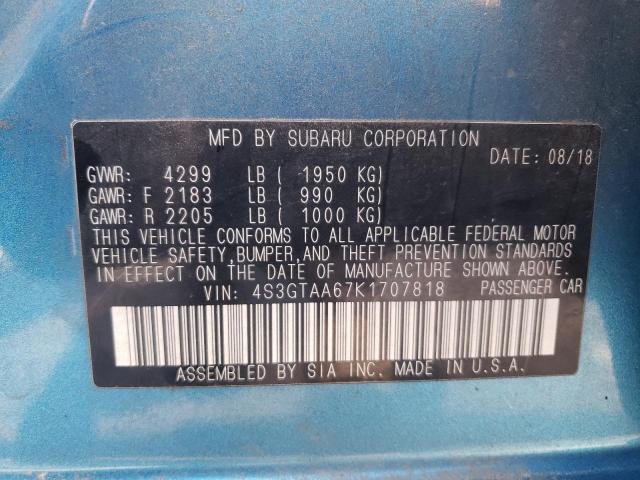 MFD BY SUBARU CORPORATION
DATE: 08/18
GVWR: 4299 LB ( 1950 KG)
GAWR: F 2183 LB ( 990 KG)
GAWR: R 2205 LB ( 1000 KG)
THIS VEHICLE CONFORMS TO ALL APPLICABLE FEDERAL MOTOR
VEHICLE SAFETY,BUMPER,AND THEFT PREVENTION STANDARDS
IN EFFECT ON THE DATE OF MANUFACTURE SHOWN ABOVE.
VIN: 4S3GTAA67K1707818 PASSENGER CAR
ASSEMBLED BY SIA INC. MADE IN U.S.A.